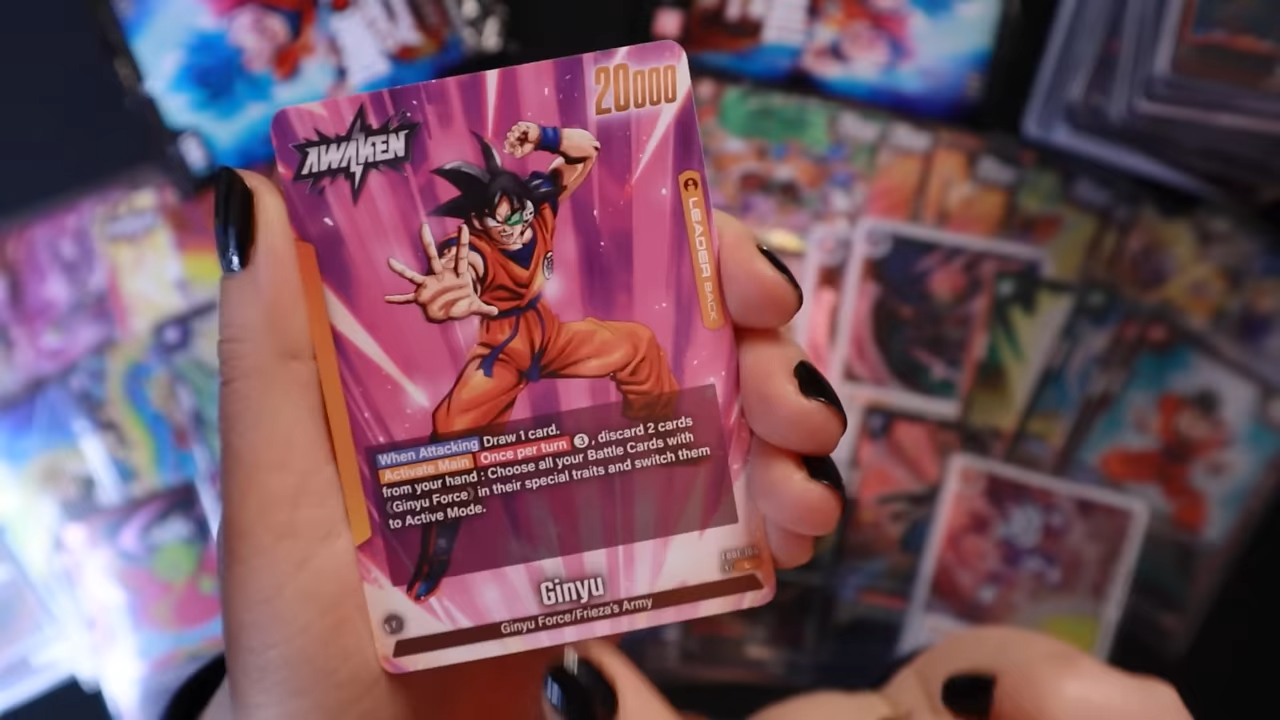 20000
AWAKEN
LEADER BACK
When Attacking Draw 1 card.
Activate Main Once per turn 3 , discard 2 cards
from your hand : Choose all your Battle Cards with
《Ginyu Force》 in their special traits and switch them
to Active Mode.
Ginyu
Ginyu Force/Frieza's Army